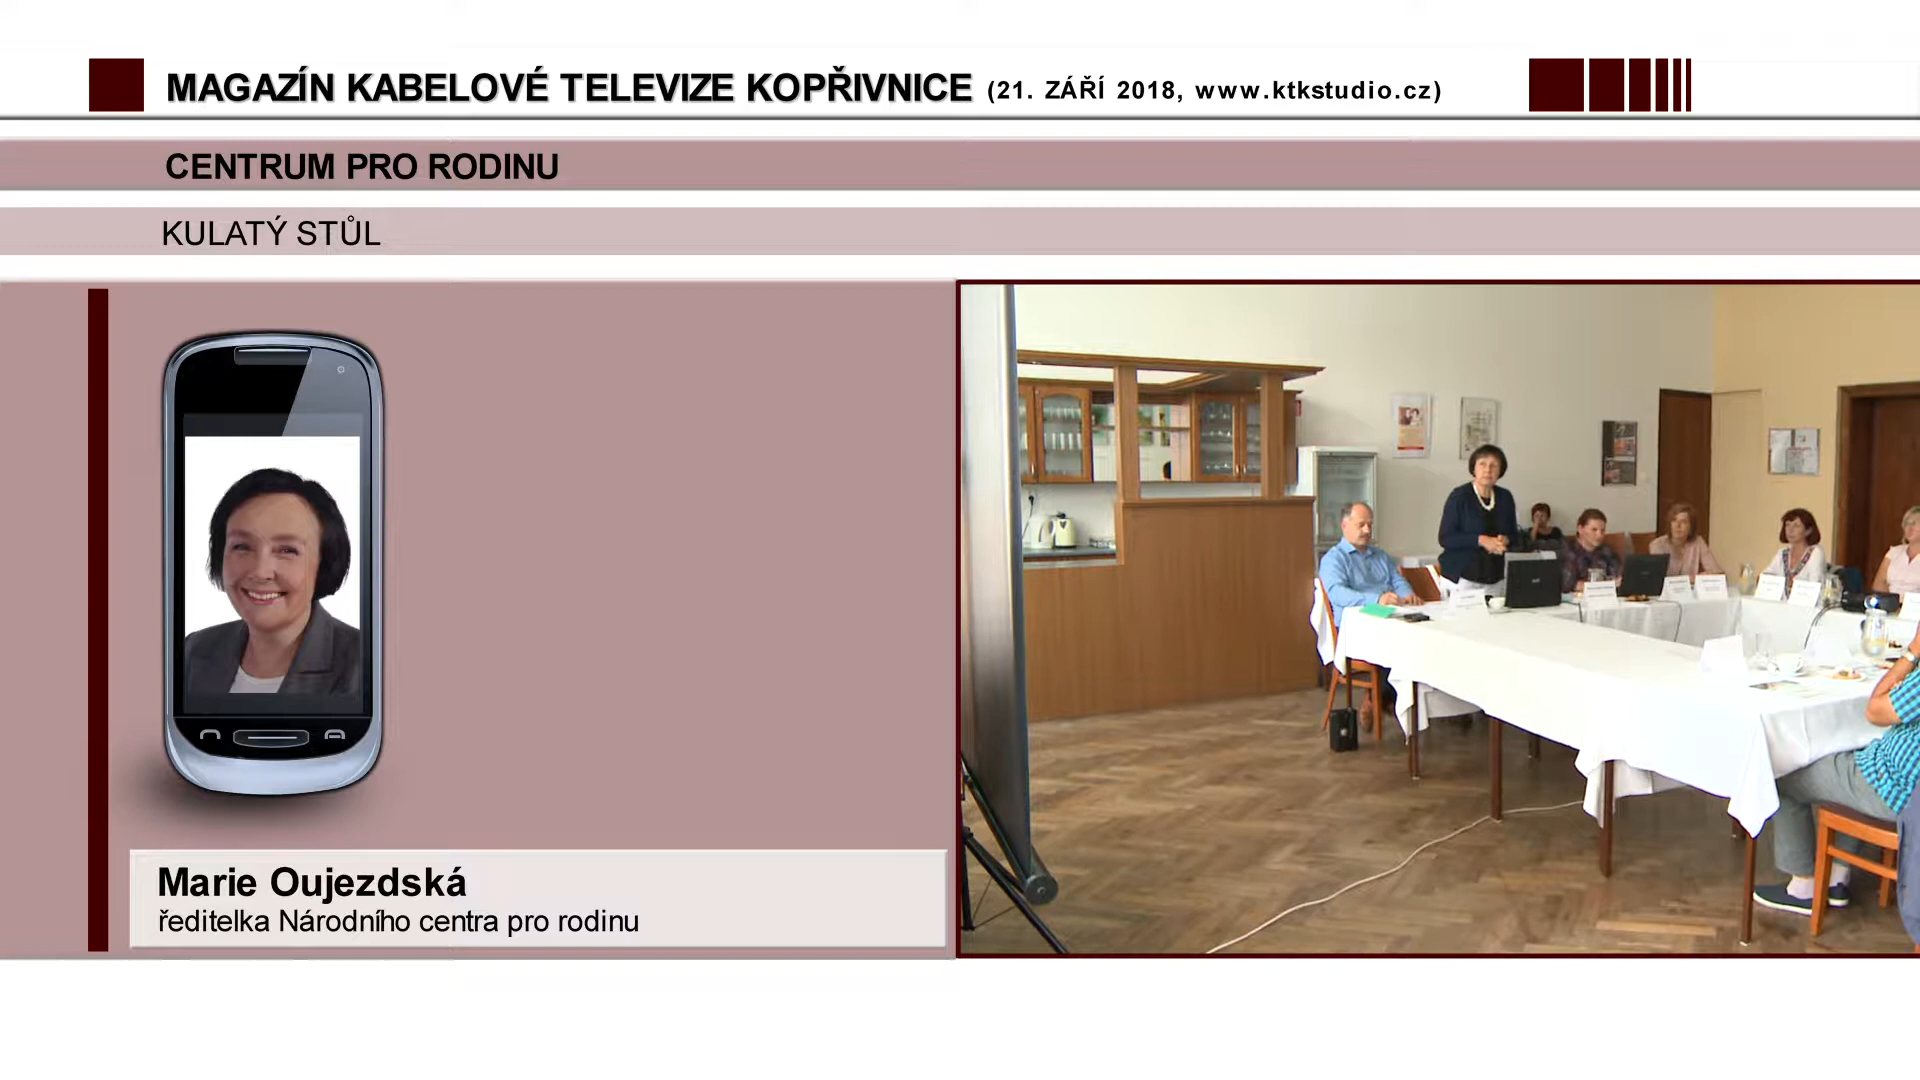 MAGAZÍN KABELOVÉ TELEVIZE KOPŘIVNICE (21. ZÁŘÍ 2018, www.ktkstudio.cz)
CENTRUM PRO RODINU
KULATÝ STŮL
Marie Oujezdská
ředitelka Národního centra pro rodinu